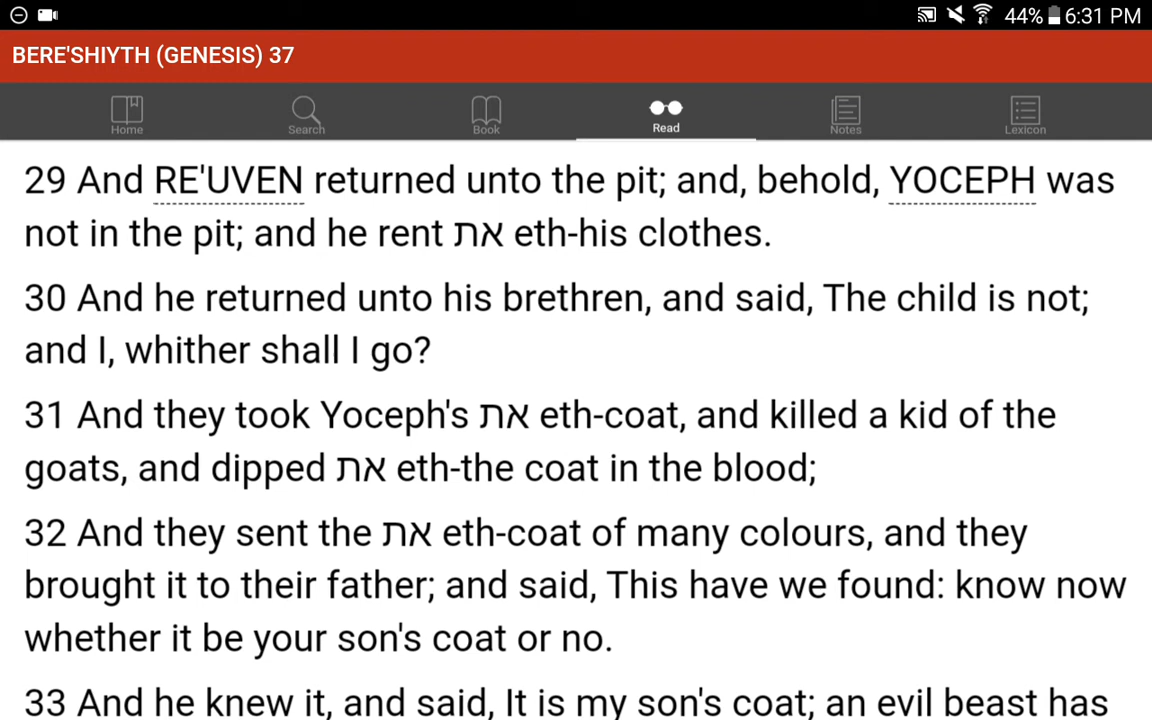 44% 6:31 PM
BERE'SHIYTH (GENESIS) 37
Home Search Book Read Notes Lexicon
29 And RE'UVEN returned unto the pit; and, behold, YOCEPH was
not in the pit; and he rent את eth-his clothes.
30 And he returned unto his brethren, and said, The child is not;
and I, whither shall I go?
31 And they took Yoceph's את eth-coat, and killed a kid of the
goats, and dipped את eth-the coat in the blood;
32 And they sent the את eth-coat of many colours, and they
brought it to their father; and said, This have we found: know now
whether it be your son's coat or no.
33 And he knew it, and said, It is my son's coat; an evil beast has